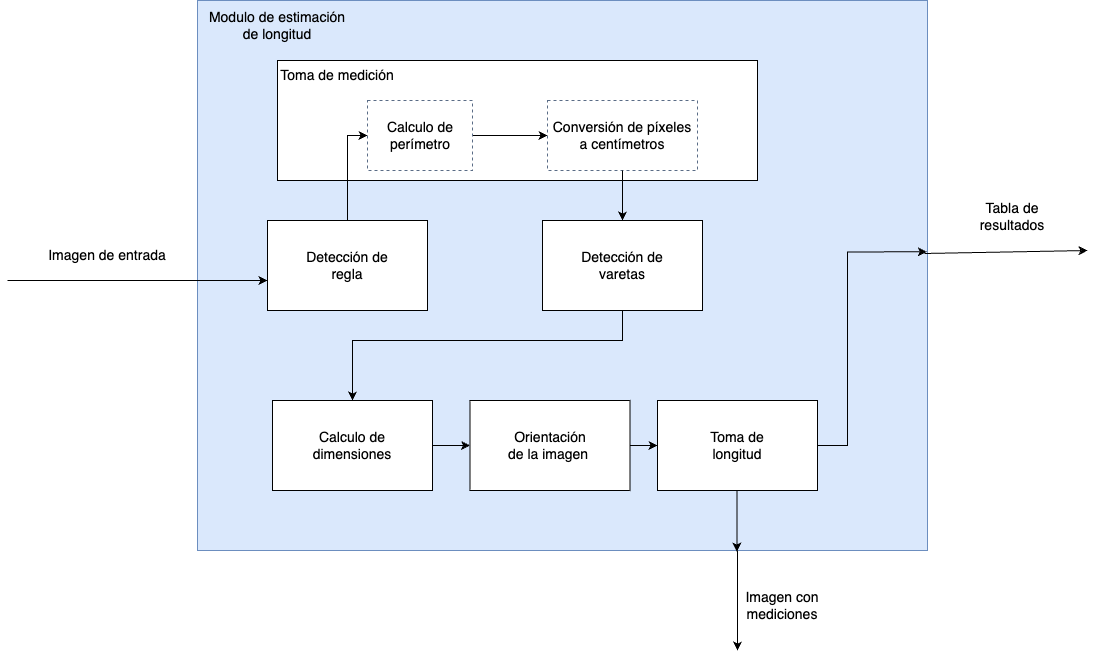 Modulo de estimación
de longitud
Toma de medición
Calculo de
perímetro
Conversión de píxeles
a centímetros
Imagen de entrada
Detección de
regla
Detección de
varetas
Tabla de
resultados
Calculo de
dimensiones
Orientación
de la imagen
Toma de
longitud
Imagen con
mediciones